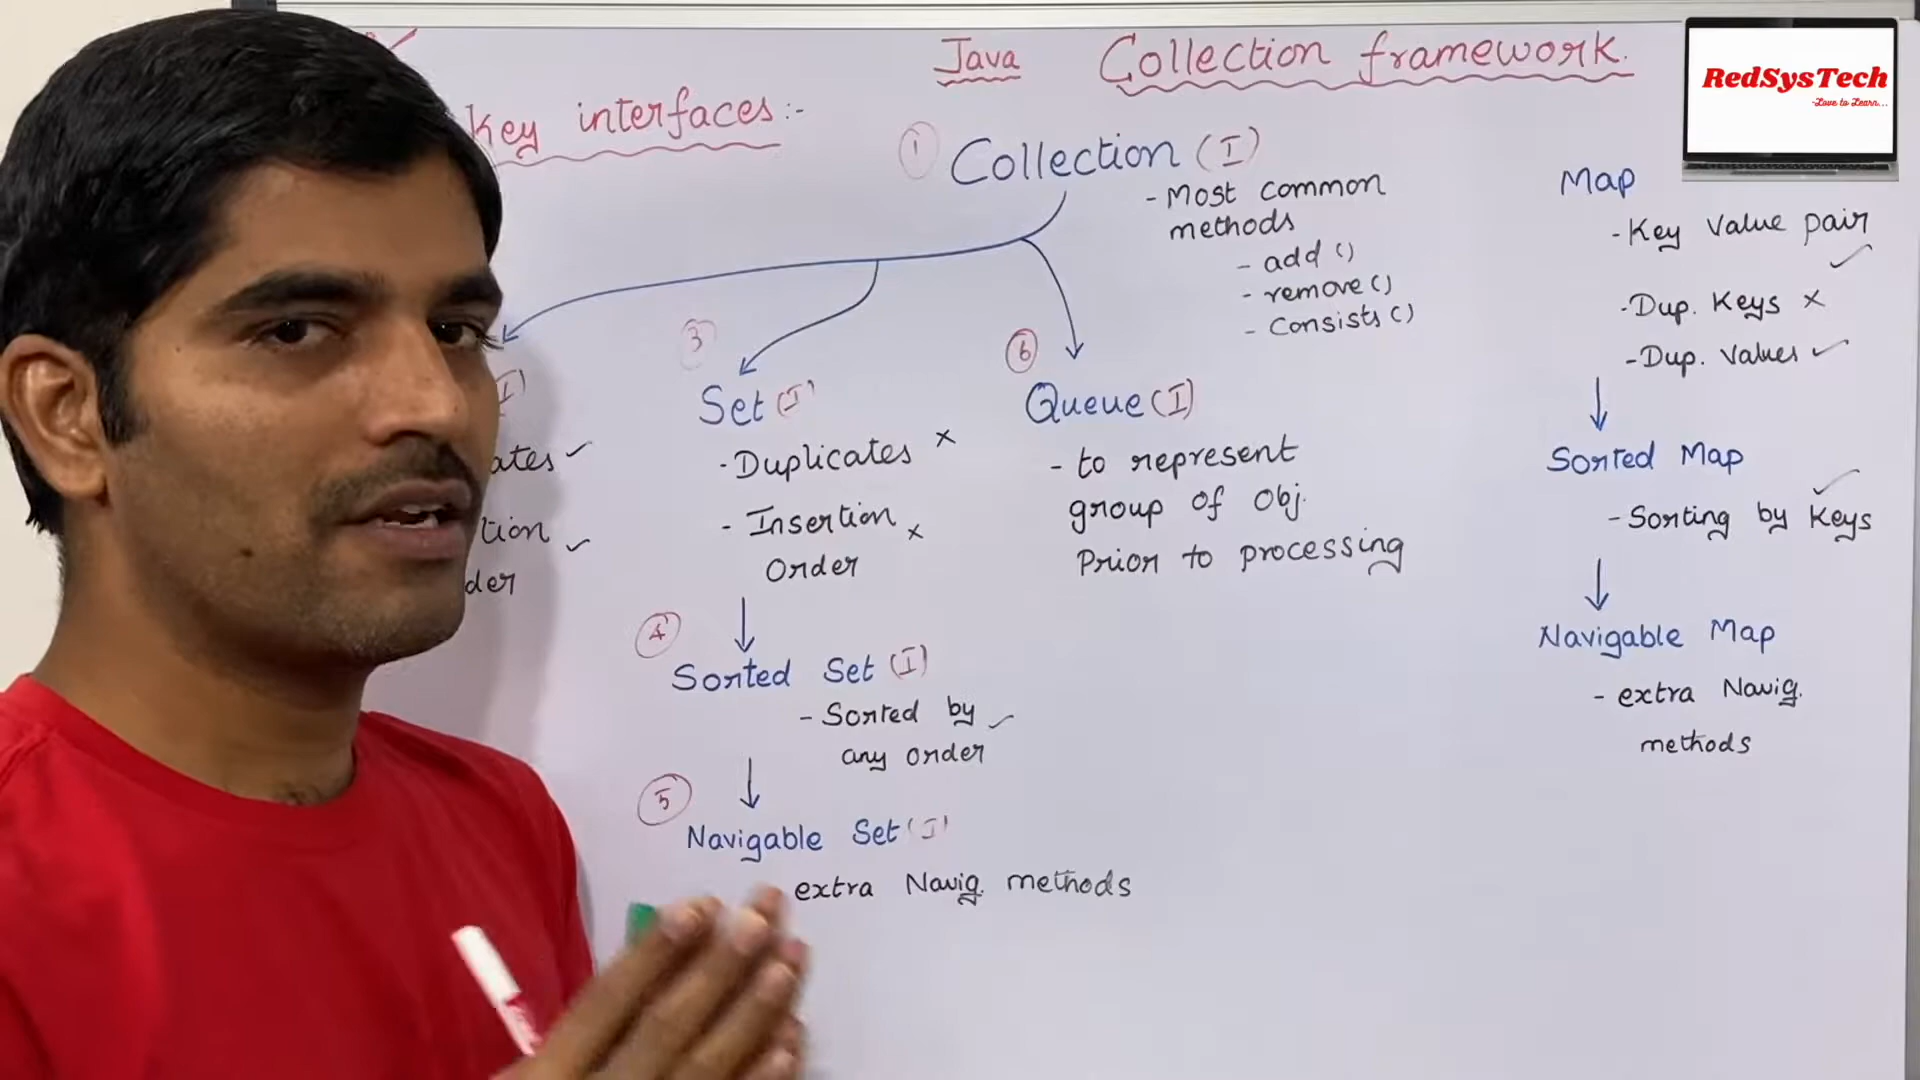 Java Collection framework.
RedSysTech
-Love to Learn...
Key interfaces:-
① Collection (I)
- Most common
methods
- add ()
- remove ()
- Consists ()
Map
- Key Value pair ✓
- Dup. Keys ×
- Dup. Values ✓
Sorted Map
- Sorting by Keys ✓
Navigable Map
- extra Navig.
methods
I)
ates ✓
tion ✓
der
③
Set (I)
- Duplicates ×
- Insertion ×
Order
④
Sorted Set (I)
- Sorted by ✓
any order
⑤
Navigable Set (I)
extra Navig. methods
⑥
Queue (I)
- to represent
group of Obj.
Prior to processing